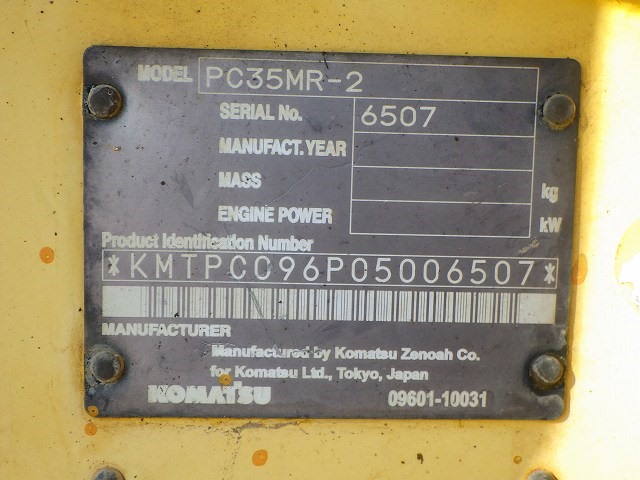 MODEL PC35MR-2
SERIAL No. 6507
MANUFACT. YEAR
MASS kg
ENGINE POWER kW
Product Identification Number
*KMTPC096P05006507*
MANUFACTURER
Manufactured by Komatsu Zenoah Co.
for Komatsu Ltd., Tokyo, Japan
KOMATSU 09601-10031